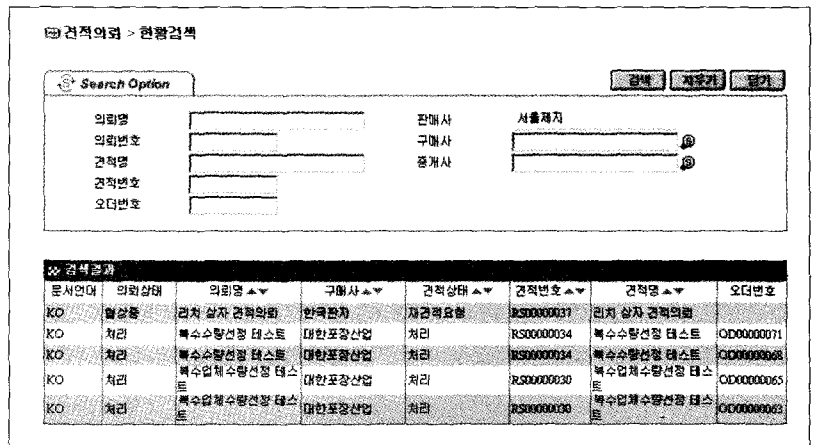 견적의뢰 > 현황검색
Search Option
검색 지우기 닫기
의뢰명 판매사 서울제지
의뢰번호 구매사
견적명 중개사
견적번호
오더번호
검색결과
문서언어 의뢰상태 의뢰명▲▼ 구매사▲▼ 견적상태▲▼ 견적번호▲▼ 견적명▲▼ 오더번호
KO 협상중 리치 상자 견적의뢰 한국판지 재견적요청 RS00000031 리치 상자 견적의뢰
KO 처리 복수수량선정 테스트 대한포장산업 처리 RS00000034 복수수량선정 테스트 OD00000071
KO 처리 복수수량선정 테스트 대한포장산업 처리 RS00000034 복수수량선정 테스트 OD00000068
KO 처리 복수업체수량선정 테스트 대한포장산업 처리 RS00000030 복수업체수량선정 테스트 OD00000065
KO 처리 복수업체수량선정 테스트 대한포장산업 처리 RS00000030 복수업체수량선정 테스트 OD00000063